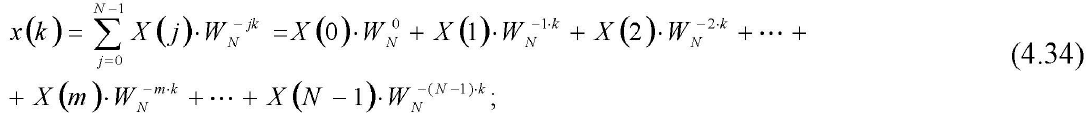 x(k) = \sum_{j=0}^{N-1} X(j)·W_N^{-jk} = X(0)·W_N^0 + X(1)·W_N^{-1·k} + X(2)·W_N^{-2·k} + ⋯ + (4.34)
+ X(m)·W_N^{-m·k} + ⋯ + X(N − 1)·W_N^{-(N-1)·k};